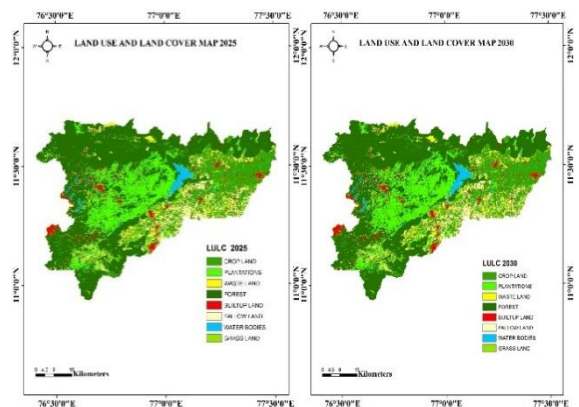 76°30'0"E 77°0'0"E 77°30'0"E
LAND USE AND LAND COVER MAP 2025
12°0'0"N
11°30'0"N
11°0'0"N
LULC 2025
CROP LAND
PLANTATIONS
WASTE LAND
FOREST
BUILTUP LAND
FALLOW LAND
WATER BODIES
GRASS LAND
Kilometers
76°30'0"E 77°0'0"E 77°30'0"E
76°30'0"E 77°0'0"E 77°30'0"E
LAND USE AND LAND COVER MAP 2030
12°0'0"N
11°30'0"N
11°0'0"N
LULC 2030
CROP LAND
PLANTATIONS
WASTE LAND
FOREST
BUILTUP LAND
FALLOW LAND
WATER BODIES
GRASS LAND
Kilometers
76°30'0"E 77°0'0"E 77°30'0"E